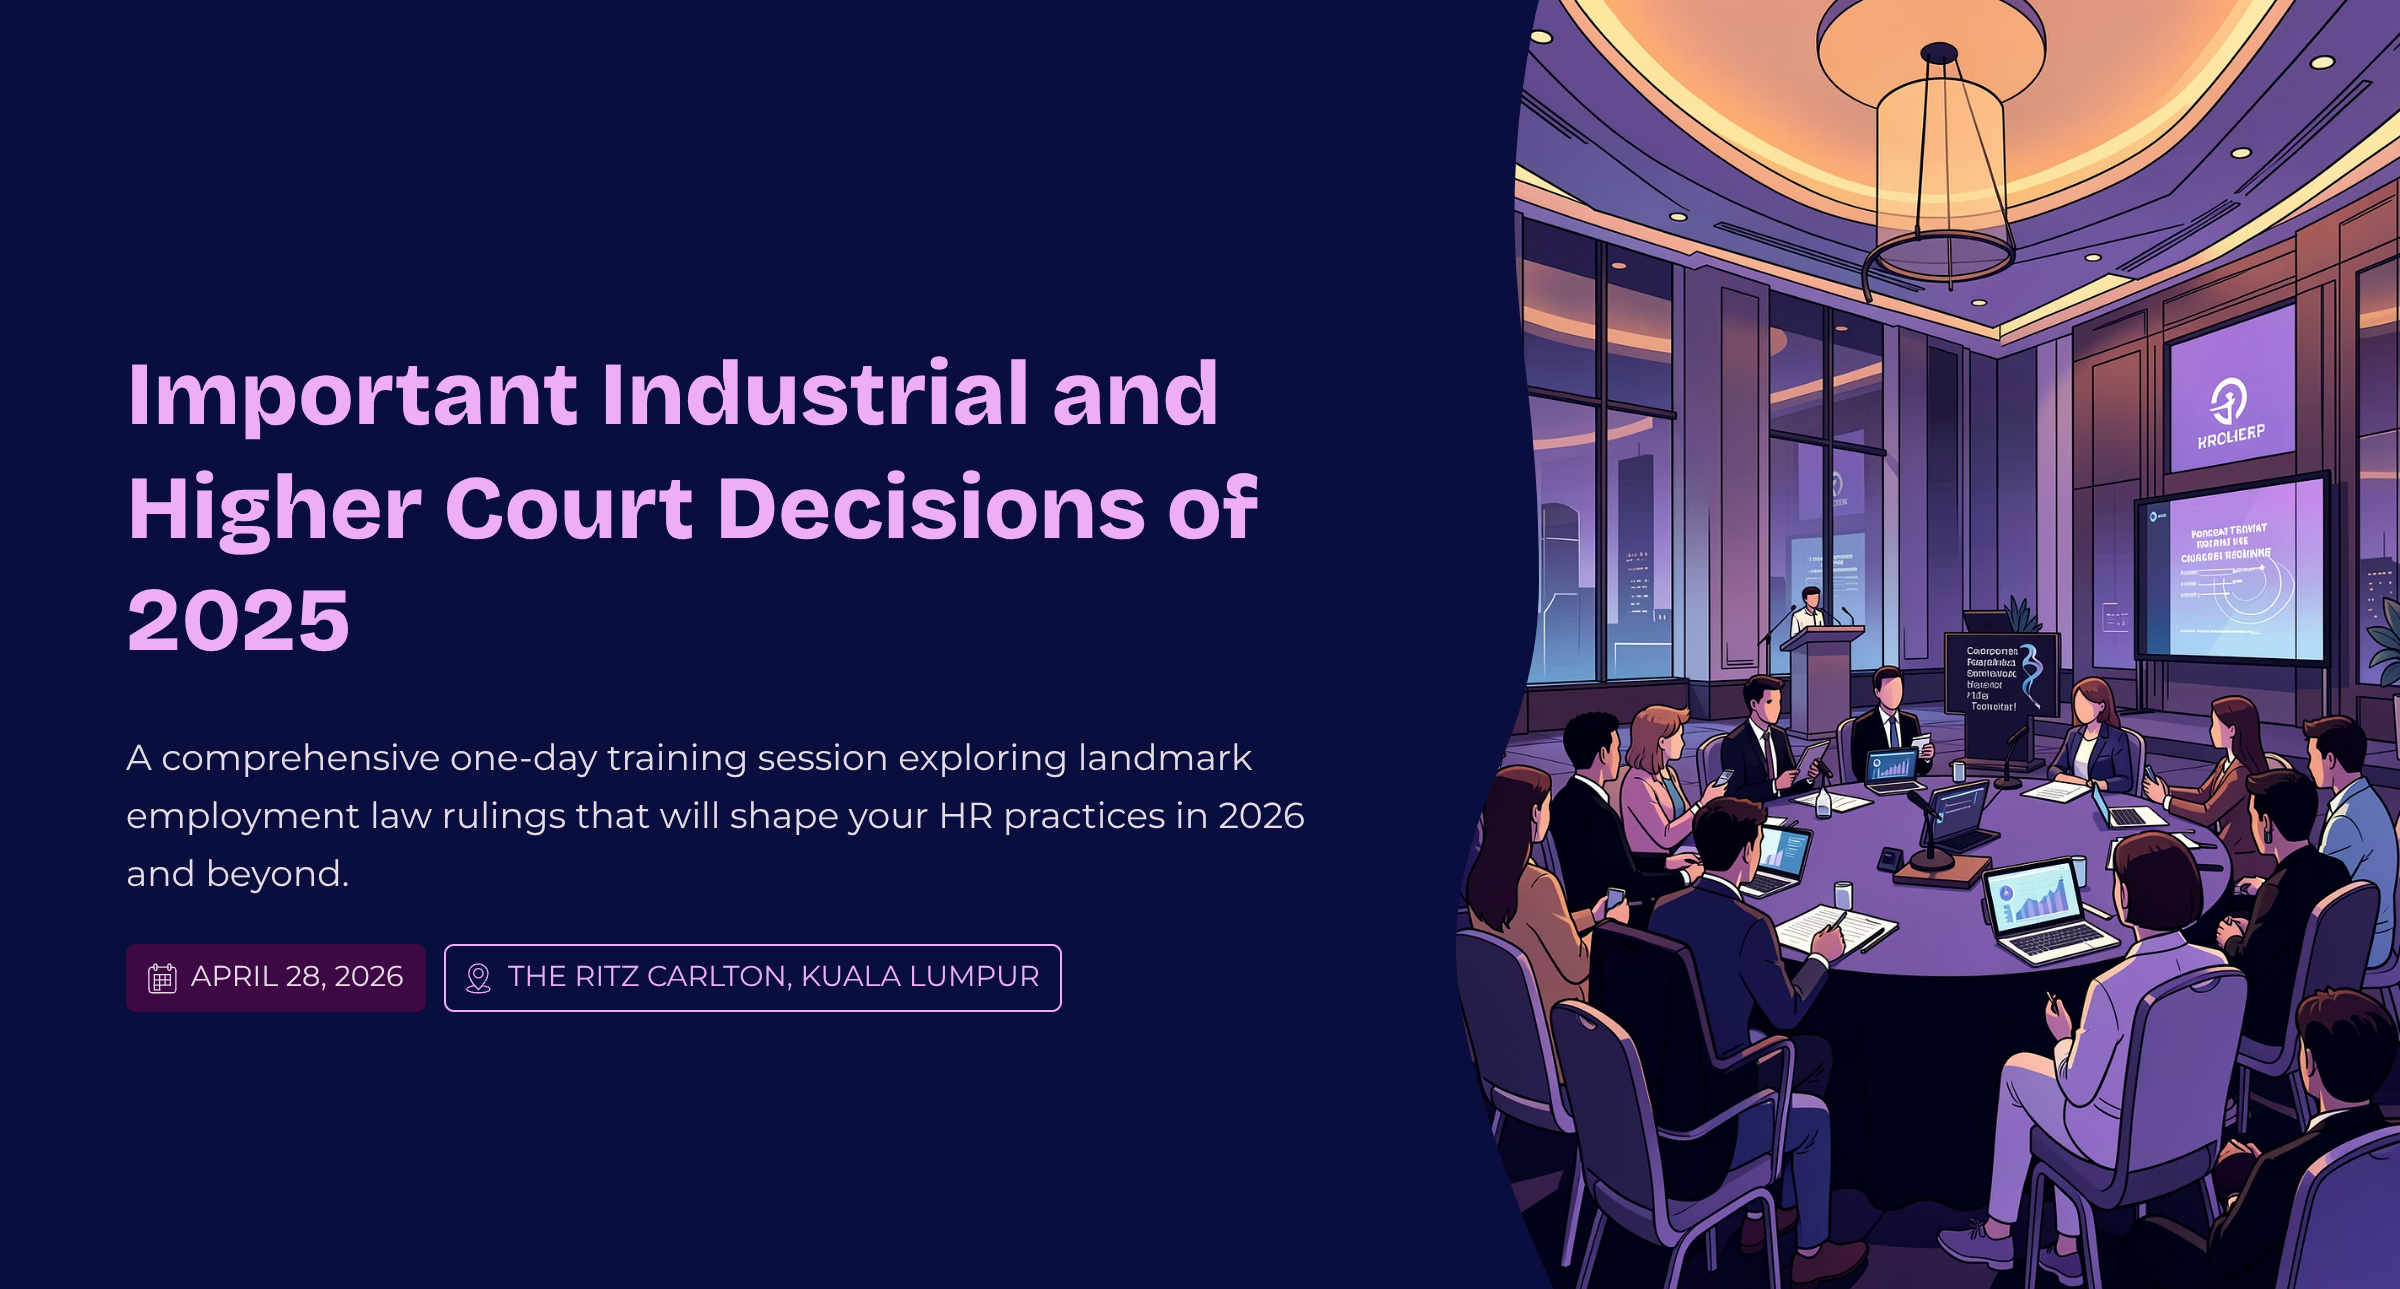 Important Industrial and
Higher Court Decisions of
2025
A comprehensive one-day training session exploring landmark
employment law rulings that will shape your HR practices in 2026
and beyond.
APRIL 28, 2026
THE RITZ CARLTON, KUALA LUMPUR
KROHERP